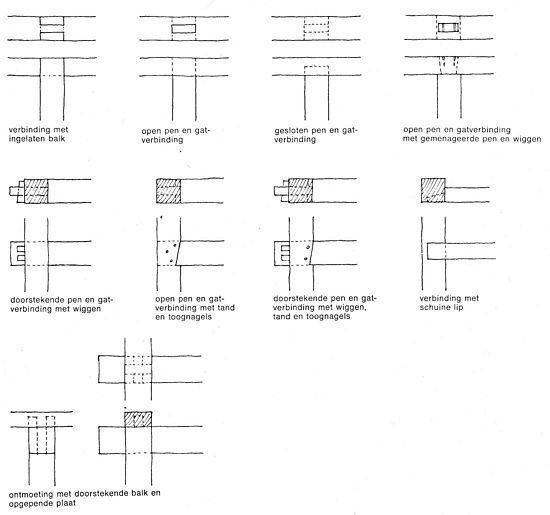 verbinding met
ingelaten balk
open pen en gat-
verbinding
gesloten pen en gat-
verbinding
open pen en gatverbinding
met gemenageerde pen en wiggen
doorstekende pen en gat-
verbinding met wiggen
open pen en gat-
verbinding met tand
en toognagels
doorstekende pen en gat-
verbinding met wiggen,
tand en toognagels
verbinding met
schuine lip
ontmoeting met doorstekende balk en
opgepende plaat